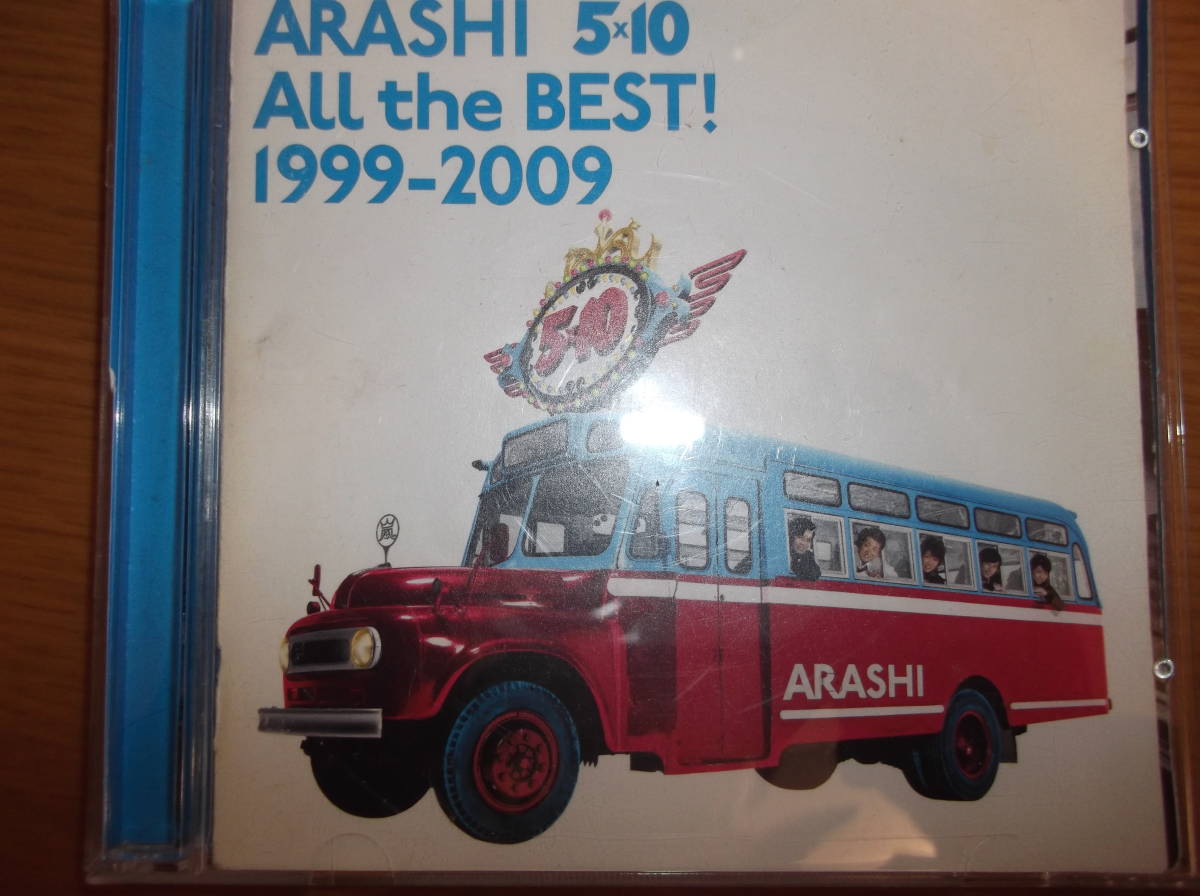 ARASHI 5×10
All the BEST!
1999-2009
5×10
嵐
ARASHI